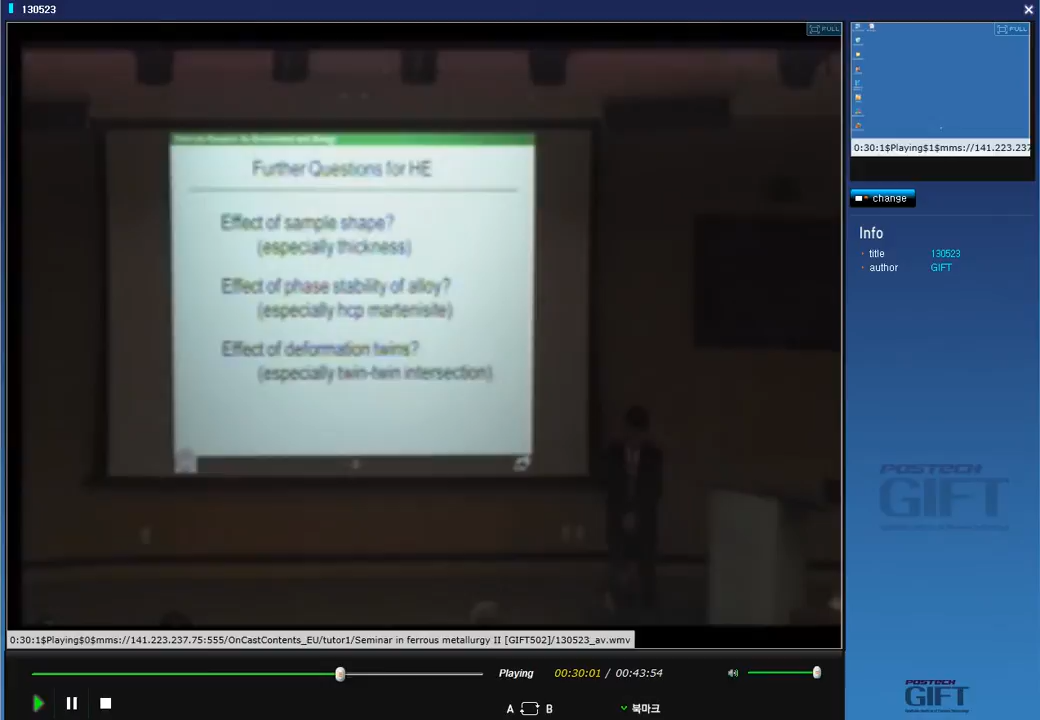 130523
FULL
Further Questions for HE
Effect of sample shape?
(especially thickness)
Effect of phase stability of alloy?
(especially hcp martenisite)
Effect of deformation twins?
(especially twin-twin intersection)
0:30:1$Playing$0$mms://141.223.237.75:555/OnCastContents_EU/tutor1/Seminar in ferrous metallurgy II [GIFT502]/130523_av.wmv
Playing 00:30:01 / 00:43:54
A B 북마크
FULL
0:30:1$Playing$1$mms://141.223.237
change
Info
title 130523
author GIFT
POSTECH
GIFT
POSTECH
GIFT